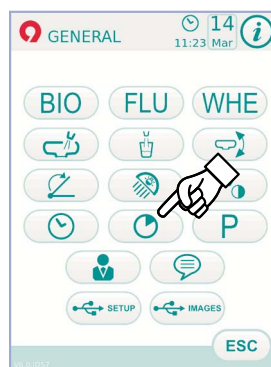 GENERAL
14
11:23 Mar
i
BIO FLU WHE
P
SETUP IMAGES
ESC